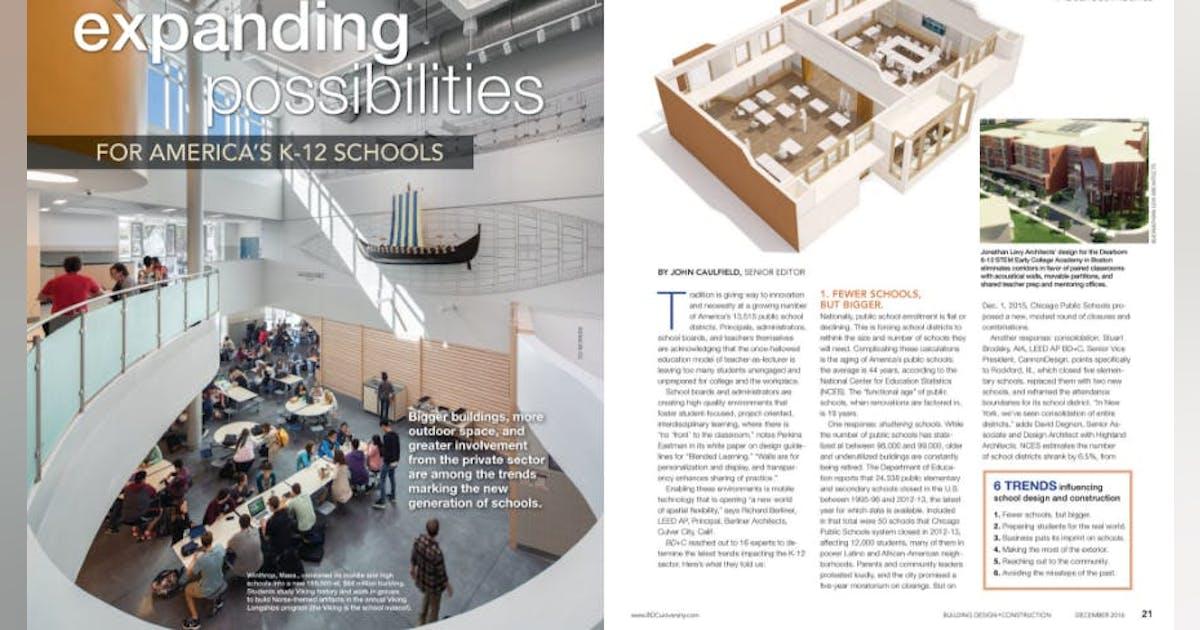 expanding
possibilities
FOR AMERICA'S K-12 SCHOOLS
Bigger buildings, more
outdoor space, and
greater involvement
from the private sector
are among the trends
marking the new
generation of schools.
Winthrop, Mass., combined its middle and high
schools into a new
Students study Viking history and work in groups
to build Norse-themed artifacts in the annual Viking
Longships program (the Viking is the school mascot).
Jonathan Levy Architects' design for the Dearborn
6-12 STEM Early College Academy in Boston
eliminates corridors in favor of paired classrooms
with acoustical walls, movable partitions, and
shared teacher prep and mentoring offices.
BY JOHN CAULFIELD, SENIOR EDITOR
Tradition is giving way to innovation
and necessity at a growing number
of America's 13,515 public school
districts. Principals, administrators,
school boards, and teachers themselves
are acknowledging that the once-hallowed
education model of teacher-as-lecturer is
leaving too many students unengaged and
unprepared for college and the workplace.
School boards and administrators are
creating high quality environments that
foster student-focused, project-oriented,
interdisciplinary learning, where there is
"no 'front' to the classroom," notes Perkins
Eastman in its white paper on design guide-
lines for "Blended Learning." "Walls are for
personalization and display, and transpar-
ency enhances sharing of practice."
Enabling these environments is mobile
technology that is opening "a new world
of spatial flexibility," says Richard Berliner,
LEED AP, Principal, Berliner Architects,
Culver City, Calif.
BD+C reached out to 16 experts to de-
termine the latest trends impacting the K-12
sector. Here's what they told us:
1. FEWER SCHOOLS,
BUT BIGGER.
Nationally, public school enrollment is flat or
declining. This is forcing school districts to
rethink the size and number of schools they
will need. Complicating these calculations
is the aging of America's public schools:
the average is 44 years, according to the
National Center for Education Statistics
(NCES). The "functional age" of public
schools, when renovations are factored in,
is 19 years.
One response: shuttering schools. While
the number of public schools has stabi-
lized at between 98,000 and 99,000, older
and underutilized buildings are constantly
being retired. The Department of Educa-
tion reports that 24,538 public elementary
and secondary schools closed in the U.S.
between 1995-96 and 2012-13, the latest
year for which data is available. Included
in that total were 50 schools that Chicago
Public Schools system closed in 2012-13,
affecting 12,000 students, many of them in
poor Latino and African-American neigh-
borhoods. Parents and community leaders
protested loudly, and the city promised a
five-year moratorium on closings. But on
Dec. 1, 2015, Chicago Public Schools pro-
posed a new, modest round of closures and
combinations.
Another response: consolidation. Stuart
Brodsky, AIA, LEED AP BD+C, Senior Vice
President, CannonDesign, points specifically
to Rockford, Ill., which closed five elemen-
tary schools, replaced them with two new
schools, and reframed the attendance
boundaries for its school district. "In New
York, we've seen consolidation of entire
districts," adds David Degnon, Senior As-
sociate and Design Architect with Highland
Architects. NCES estimates the number
of school districts shrank by 6.5%, from
6 TRENDS influencing
school design and construction
1. Fewer schools, but bigger.
2. Preparing students for the real world.
3. Business puts its imprint on schools.
4. Making the most of the exterior.
5. Reaching out to the community.
6. Avoiding the missteps of the past.
www.BDCuniversity.com
BUILDING DESIGN+CONSTRUCTION
DECEMBER 2016
21